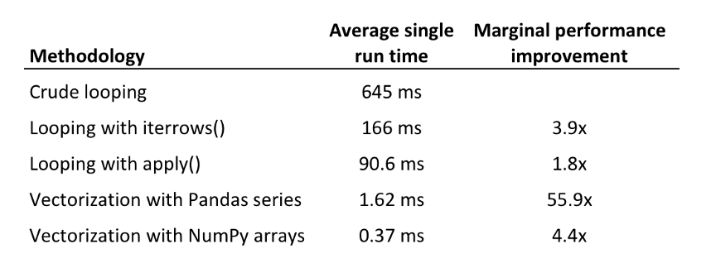 Average single Marginal performance
Methodology run time improvement
Crude looping 645 ms
Looping with iterrows() 166 ms 3.9x
Looping with apply() 90.6 ms 1.8x
Vectorization with Pandas series 1.62 ms 55.9x
Vectorization with NumPy arrays 0.37 ms 4.4x